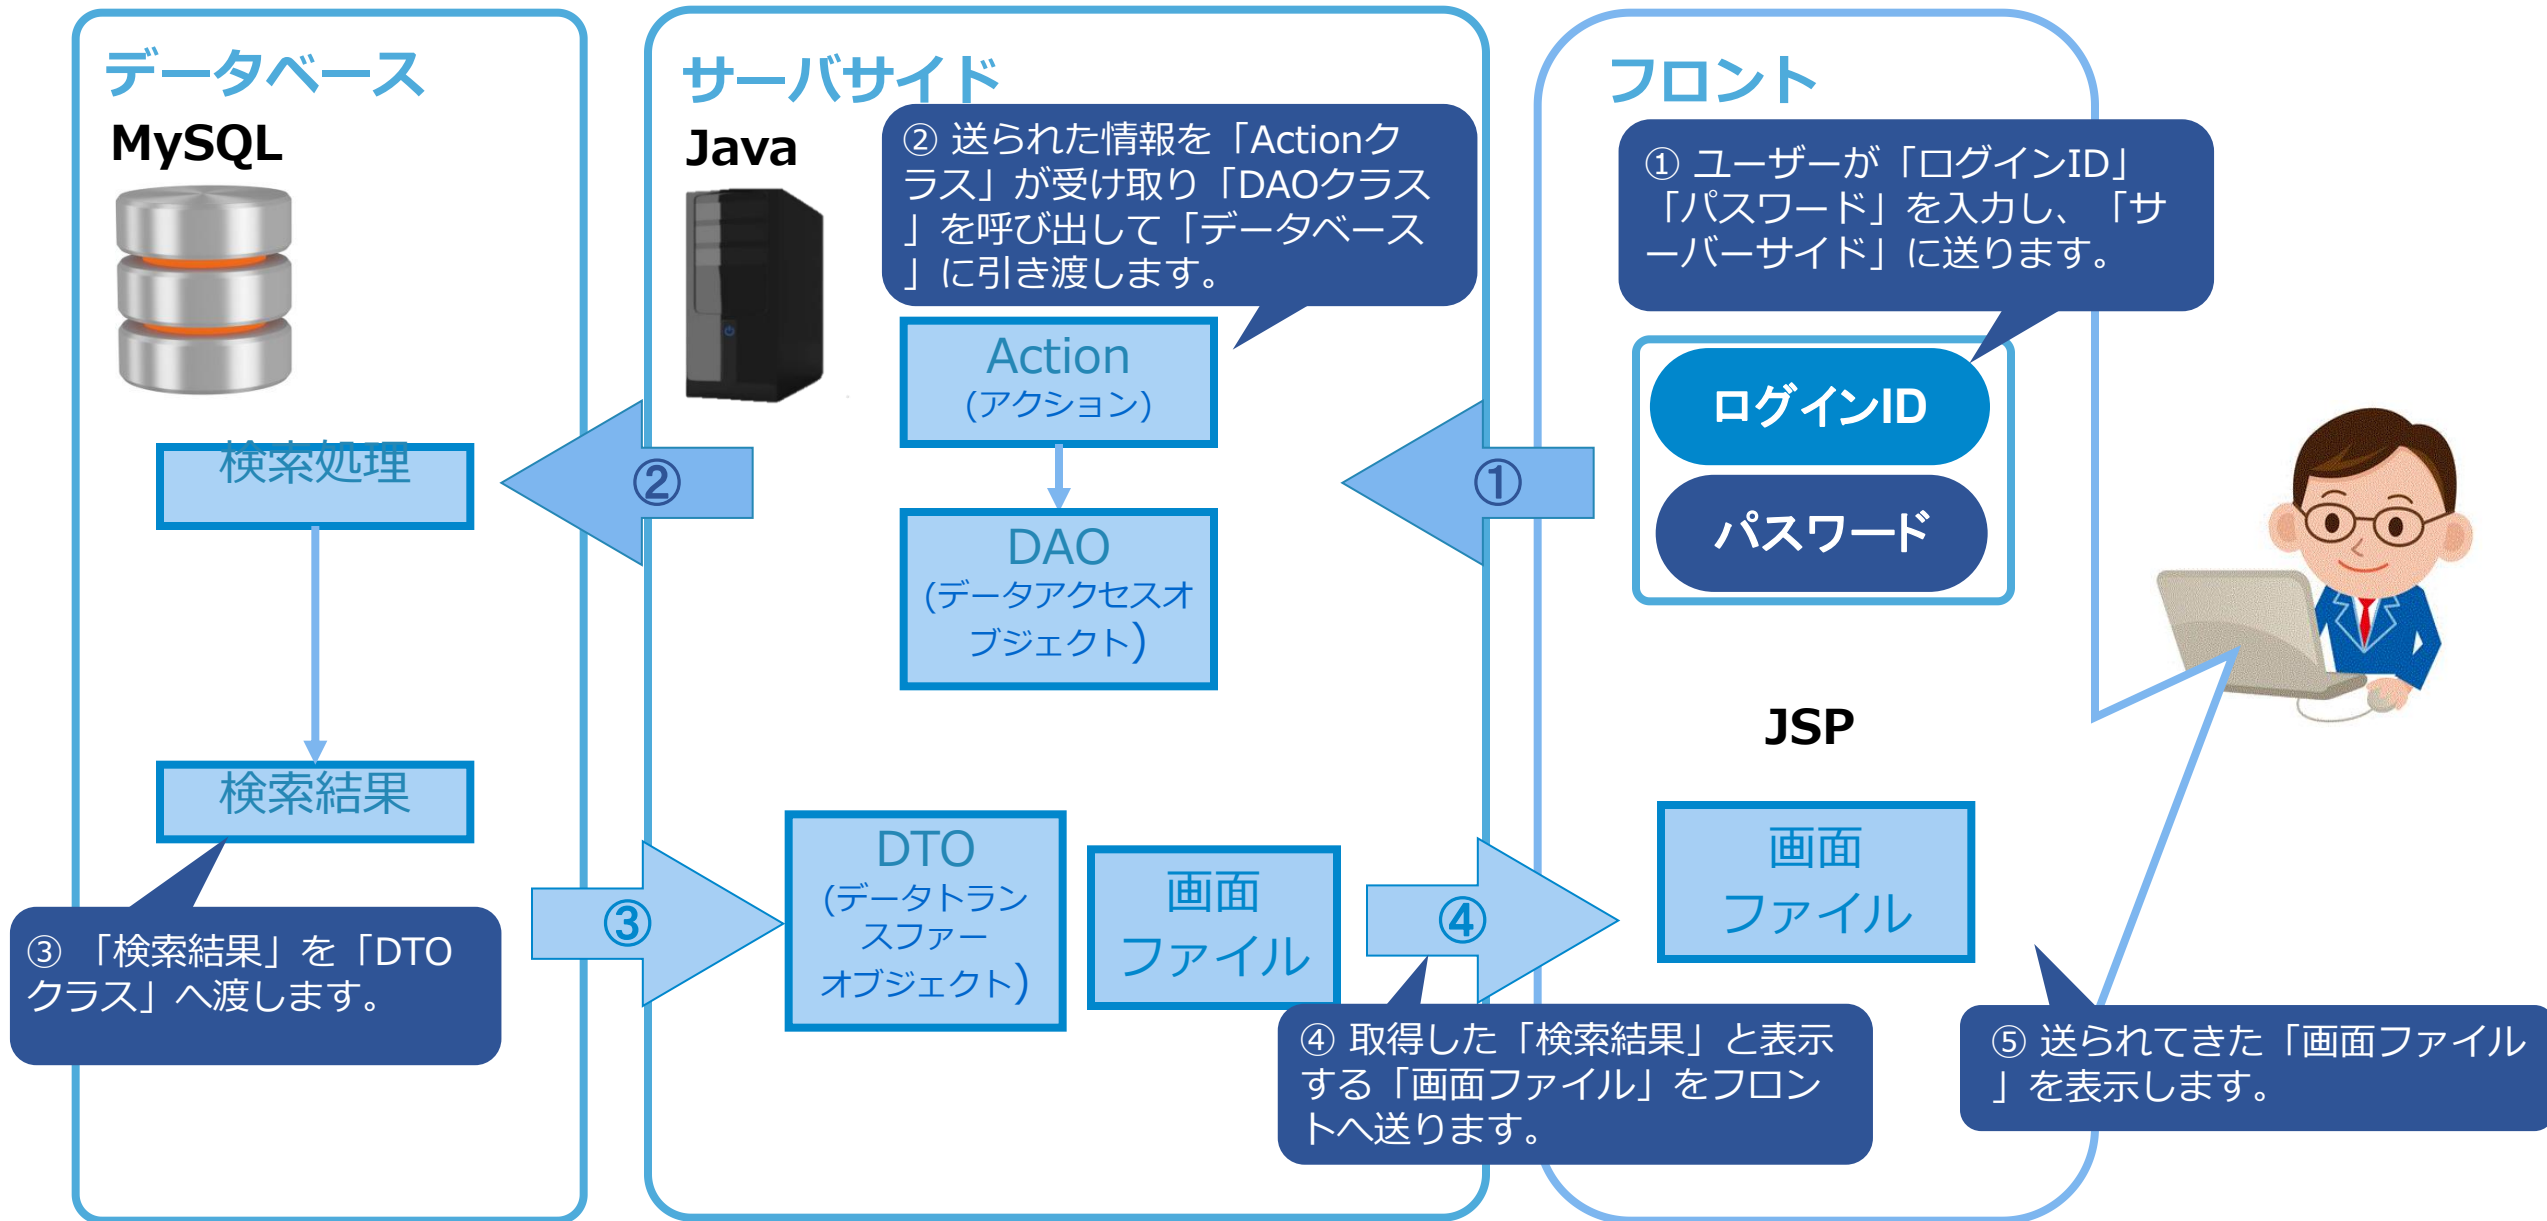 データベース
MySQL
検索処理
検索結果
③ 「検索結果」を「DTO
クラス」へ渡します。
サーバサイド
Java
② 送られた情報を「Actionク
ラス」が受け取り「DAOクラス
」を呼び出して「データベース
」に引き渡します。
Action
(アクション)
DAO
(データアクセスオ
ブジェクト)
②
①
③
DTO
(データトラン
スファー
オブジェクト)
画面
ファイル
④
④ 取得した「検索結果」と表示
する「画面ファイル」をフロン
トへ送ります。
フロント
① ユーザーが「ログインID」
「パスワード」を入力し、「サ
ーバーサイド」に送ります。
ログインID
パスワード
JSP
画面
ファイル
⑤ 送られてきた「画面ファイル
」を表示します。